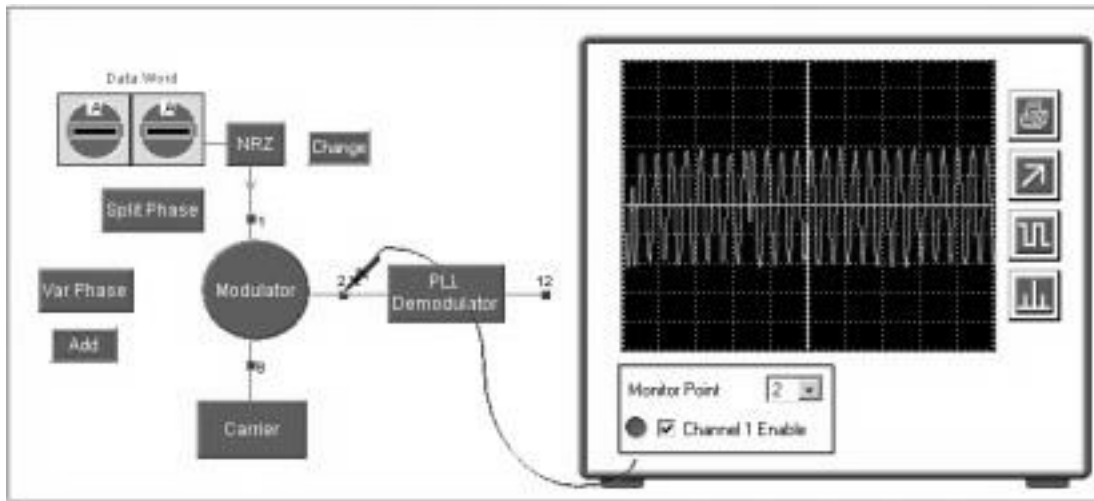 Data Word
A A
NRZ
Change
Split Phase
1
Var Phase
Modulator
2
PLL
Demodulator
12
Add
Carrier
Monitor Point 2
Channel 1 Enable